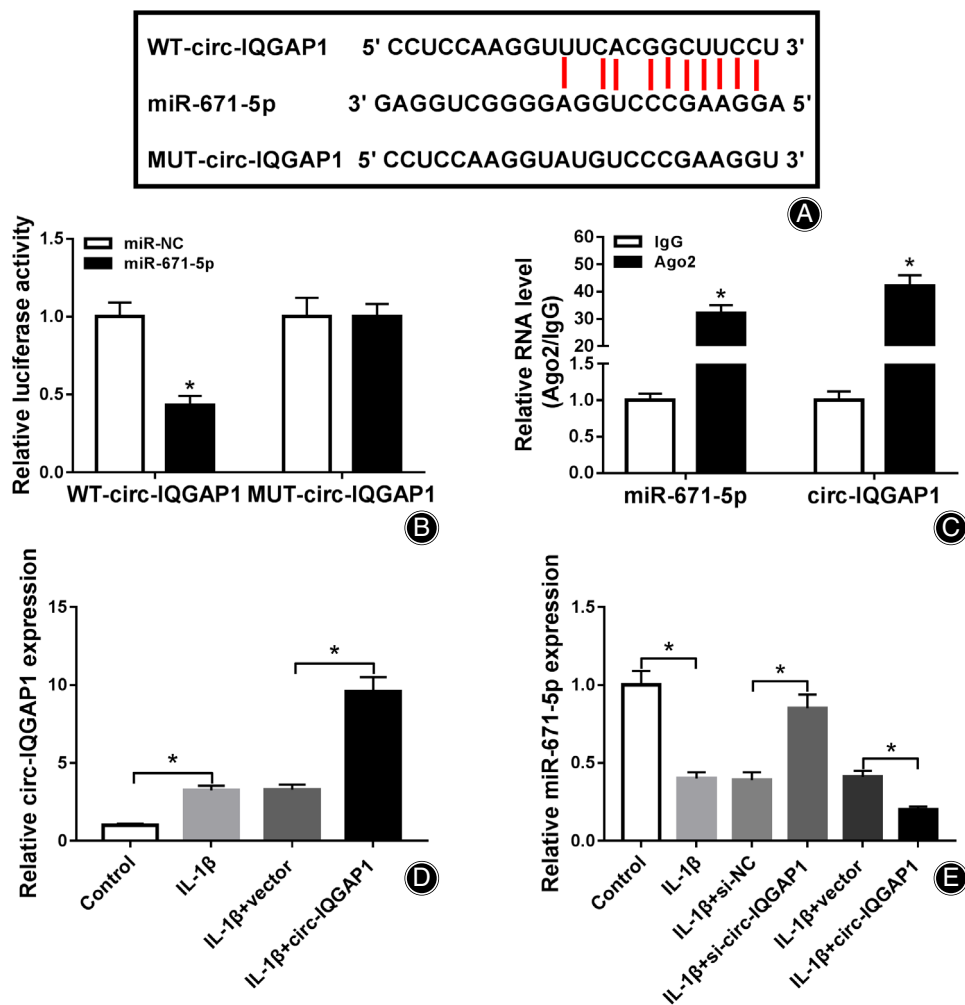 WT-circ-IQGAP1 5' CCUCCAAGGUUUCACGGCUUCCU 3'
miR-671-5p 3' GAGGUCGGGGAGGUCCCGAAGGA 5'
MUT-circ-IQGAP1 5' CCUCCAAGGUAUGUCCCGAAGGU 3'
A
Relative luciferase activity
miR-NC
miR-671-5p
1.5
1.0
0.5
0.0
*
WT-circ-IQGAP1 MUT-circ-IQGAP1
B
Relative RNA level
(Ago2/IgG)
IgG
Ago2
60
50
40
30
20
10
1.5
1.0
0.5
0.0
*
*
miR-671-5p circ-IQGAP1
C
Relative circ-IQGAP1 expression
15
10
5
0
*
*
Control
IL-1β
IL-1β+vector
IL-1β+circ-IQGAP1
D
Relative miR-671-5p expression
1.5
1.0
0.5
0.0
*
*
*
Control
IL-1β
IL-1β+si-NC
IL-1β+si-circ-IQGAP1
IL-1β+vector
IL-1β+circ-IQGAP1
E